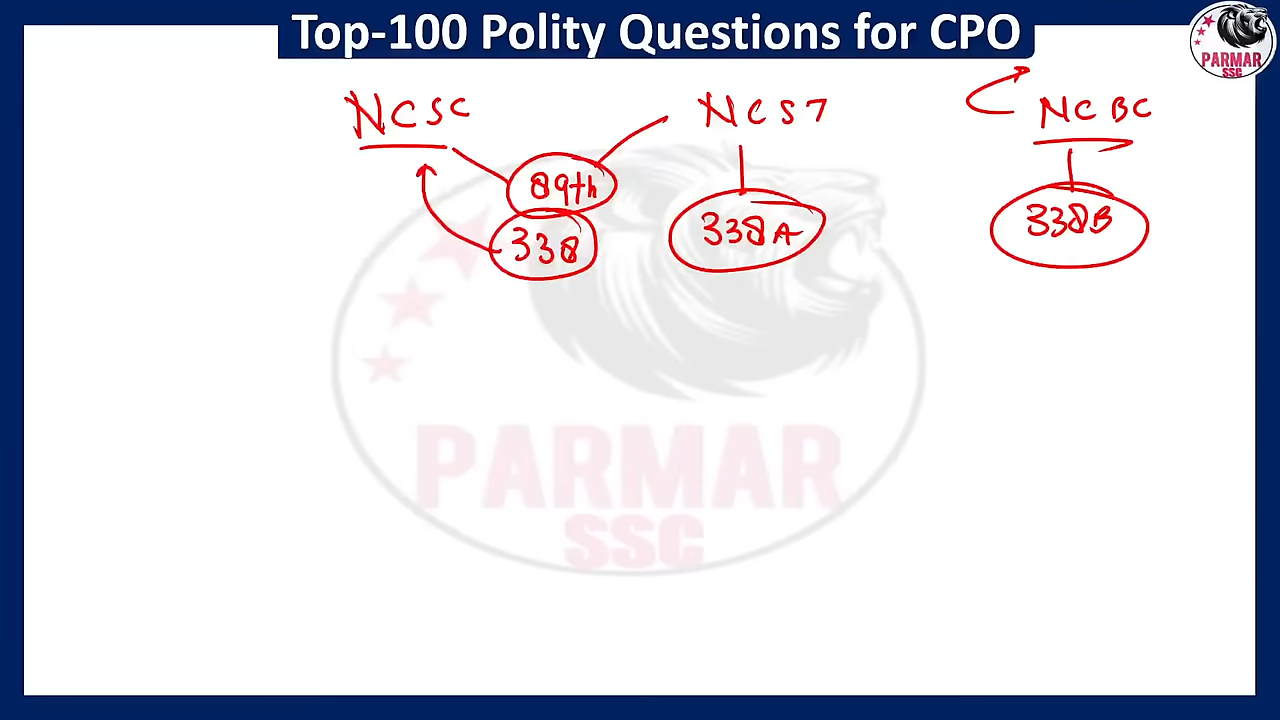 Top-100 Polity Questions for CPO
PARMAR
SSC
NCSC
NCST
NCBC
89th
338
338A
338B
PARMAR
SSC